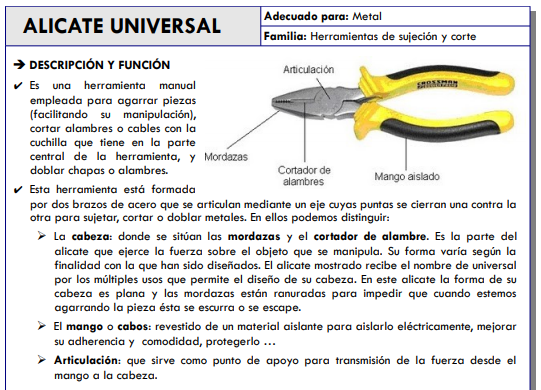 ALICATE UNIVERSAL
Adecuado para: Metal
Familia: Herramientas de sujeción y corte
➔ DESCRIPCIÓN Y FUNCIÓN
✔ Es una herramienta manual
empleada para agarrar piezas
(facilitando su manipulación),
cortar alambres o cables con la
cuchilla que tiene en la parte
central de la herramienta, y
doblar chapas o alambres.
Articulación
CROSSMAN
Mordazas
Cortador de
alambres
Mango aislado
✔ Esta herramienta está formada
por dos brazos de acero que se articulan mediante un eje cuyas puntas se cierran una contra la
otra para sujetar, cortar o doblar metales. En ellos podemos distinguir:
➢ La cabeza: donde se sitúan las mordazas y el cortador de alambre. Es la parte del
alicate que ejerce la fuerza sobre el objeto que se manipula. Su forma varía según la
finalidad con la que han sido diseñados. El alicate mostrado recibe el nombre de universal
por los múltiples usos que permite el diseño de su cabeza. En este alicate la forma de su
cabeza es plana y las mordazas están ranuradas para impedir que cuando estemos
agarrando la pieza ésta se escurra o se escape.
➢ El mango o cabos: revestido de un material aislante para aislarlo eléctricamente, mejorar
su adherencia y comodidad, protegerlo …
➢ Articulación: que sirve como punto de apoyo para transmisión de la fuerza desde el
mango a la cabeza.